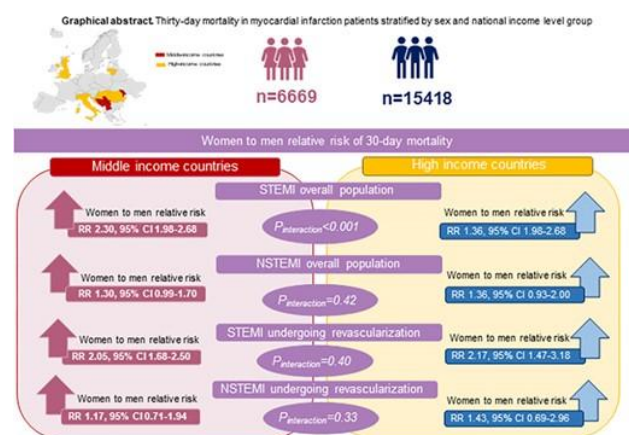 Graphical abstract. Thirty-day mortality in myocardial infarction patients stratified by sex and national income level group
Middle income countries
High income countries
n=6669
n=15418
Women to men relative risk of 30-day mortality
Middle income countries
High income countries
STEMI overall population
Women to men relative risk
RR 2.30, 95% CI 1.98-2.68
Pinteraction<0.001
Women to men relative risk
RR 1.36, 95% CI 1.98-2.68
NSTEMI overall population
Women to men relative risk
RR 1.30, 95% CI 0.99-1.70
Pinteraction=0.42
Women to men relative risk
RR 1.36, 95% CI 0.93-2.00
STEMI undergoing revascularization
Women to men relative risk
RR 2.05, 95% CI 1.68-2.50
Pinteraction=0.40
Women to men relative risk
RR 2.17, 95% CI 1.47-3.18
NSTEMI undergoing revascularization
Women to men relative risk
RR 1.17, 95% CI 0.71-1.94
Pinteraction=0.33
Women to men relative risk
RR 1.43, 95% CI 0.69-2.96